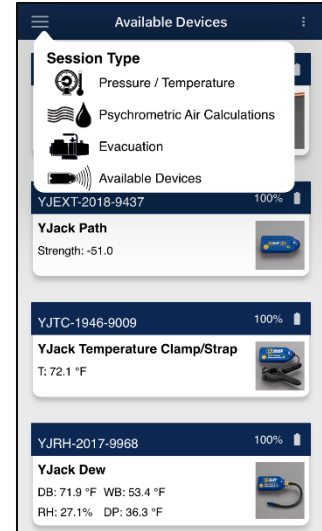 Available Devices
Session Type
Pressure / Temperature
Psychrometric Air Calculations
Evacuation
Available Devices
YJEXT-2018-9437 100%
YJack Path
Strength: -51.0
YJTC-1946-9009 100%
YJack Temperature Clamp/Strap
T: 72.1 °F
YJRH-2017-9968 100%
YJack Dew
DB: 71.9 °F WB: 53.4 °F
RH: 27.1% DP: 36.3 °F